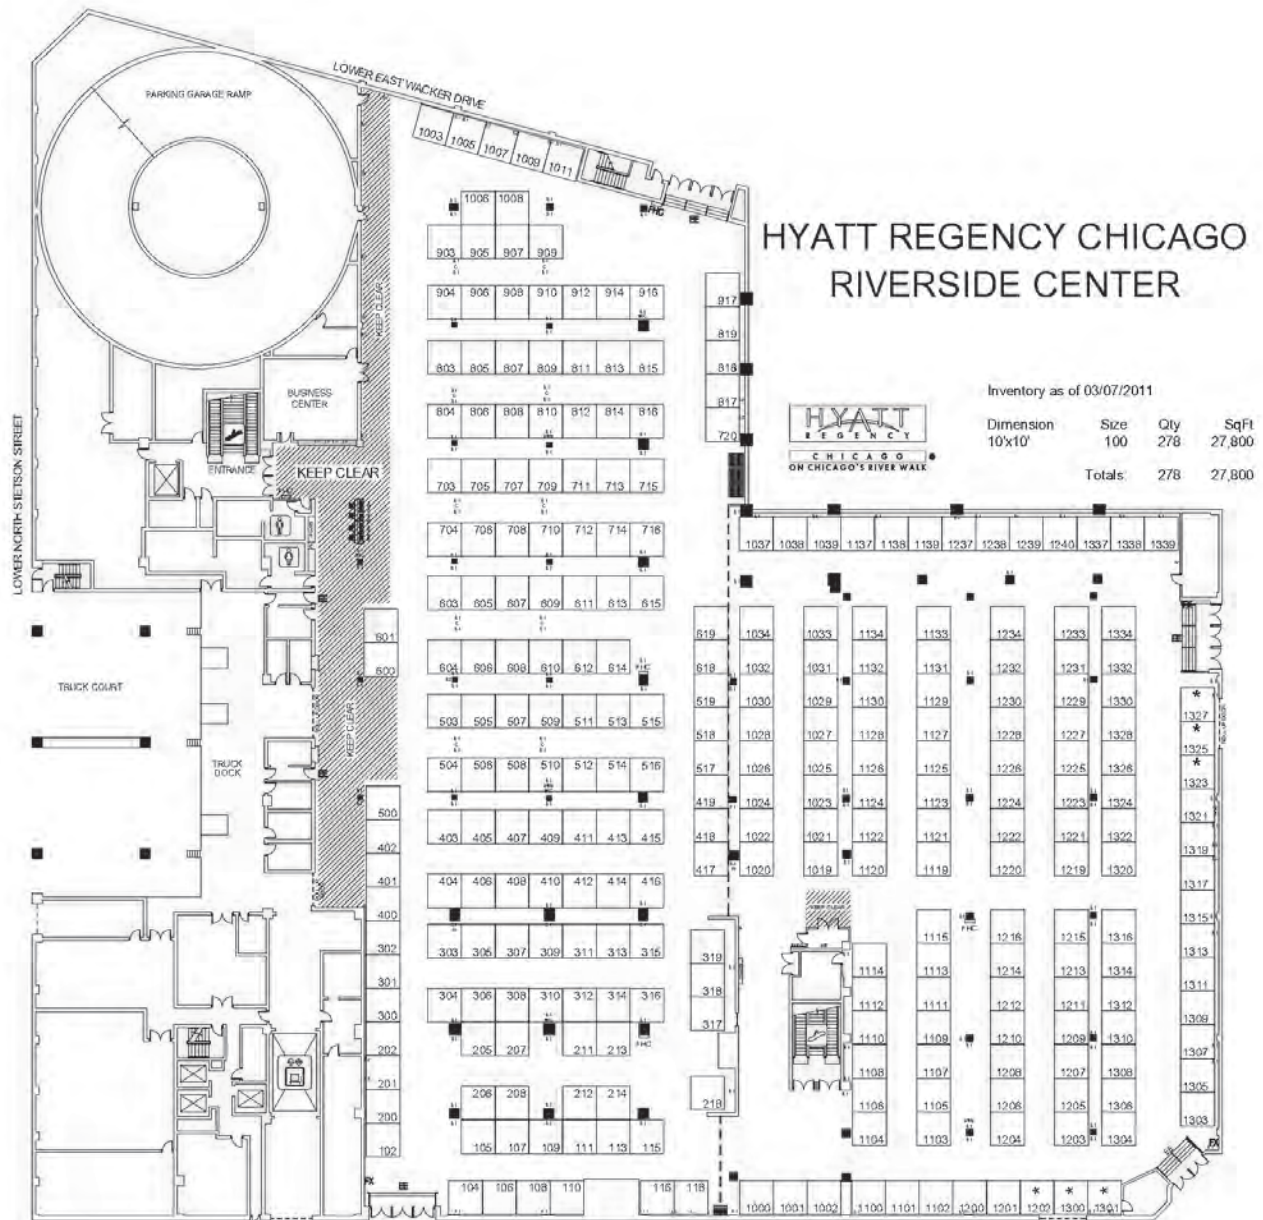 LOWER EAST WACKER DRIVE
PARKING GARAGE RAMP
1003 1005 1007 1009 1011
1006 1008
HYATT REGENCY CHICAGO
RIVERSIDE CENTER
903 905 907 909
904 906 908 910 912 914 916
917
819
818
817
720
KEEP CLEAR
803 805 807 809 811 813 815
BUSINESS
CENTER
Inventory as of 03/07/2011
Dimension Size Qty SqFt
10'x10' 100 278 27,800
Totals: 278 27,800
HYATT
REGENCY
CHICAGO
ON CHICAGO'S RIVER WALK
804 806 808 810 812 814 816
ENTRANCE
KEEP CLEAR
LOWER NORTH STETSON STREET
703 705 707 709 711 713 715
704 706 708 710 712 714 716
1037 1038 1039 1137 1138 1139 1237 1238 1239 1240 1337 1338 1339
603 605 607 609 611 613 615
601
600
619 1034 1033 1134 1133 1234 1233 1334
604 606 608 610 612 614
FHC
618 1032 1031 1132 1131 1232 1231 1332
TRUCK COURT
519 1030 1029 1130 1129 1230 1229 1330
503 505 507 509 511 513 515
KEEP CLEAR
518 1028 1027 1128 1127 1228 1227 1328
*
1327
*
1325
*
1323
1321
1319
1317
1315
1313
1311
1309
1307
1305
1303
TRUCK
DOCK
504 506 508 510 512 514 516
517 1026 1025 1126 1125 1226 1225 1326
419 1024 1023 1124 1123 1224 1223 1324
500
402
401
400
302
301
300
202
201
200
102
403 405 407 409 411 413 415
418 1022 1021 1122 1121 1222 1221 1322
417 1020 1019 1120 1119 1220 1219 1320
404 406 408 410 412 414 416
1115 1216 1215 1316
FHC
303 305 307 309 311 313 315
319
318
317
1114 1113 1214 1213 1314
304 306 308 310 312 314 316
1112 1111 1212 1211 1312
205 207 211 213
FHC
1110 1109 1210 1209 1310
1108 1107 1208 1207 1308
206 208 212 214
218
1106 1105 1206 1205 1306
105 107 109 111 113 115
1104 1103 1204 1203 1304
FX
FX
104 106 108 110 116 118
* * *
1000 1001 1002 1100 1101 1102 1200 1201 1202 1300 1301